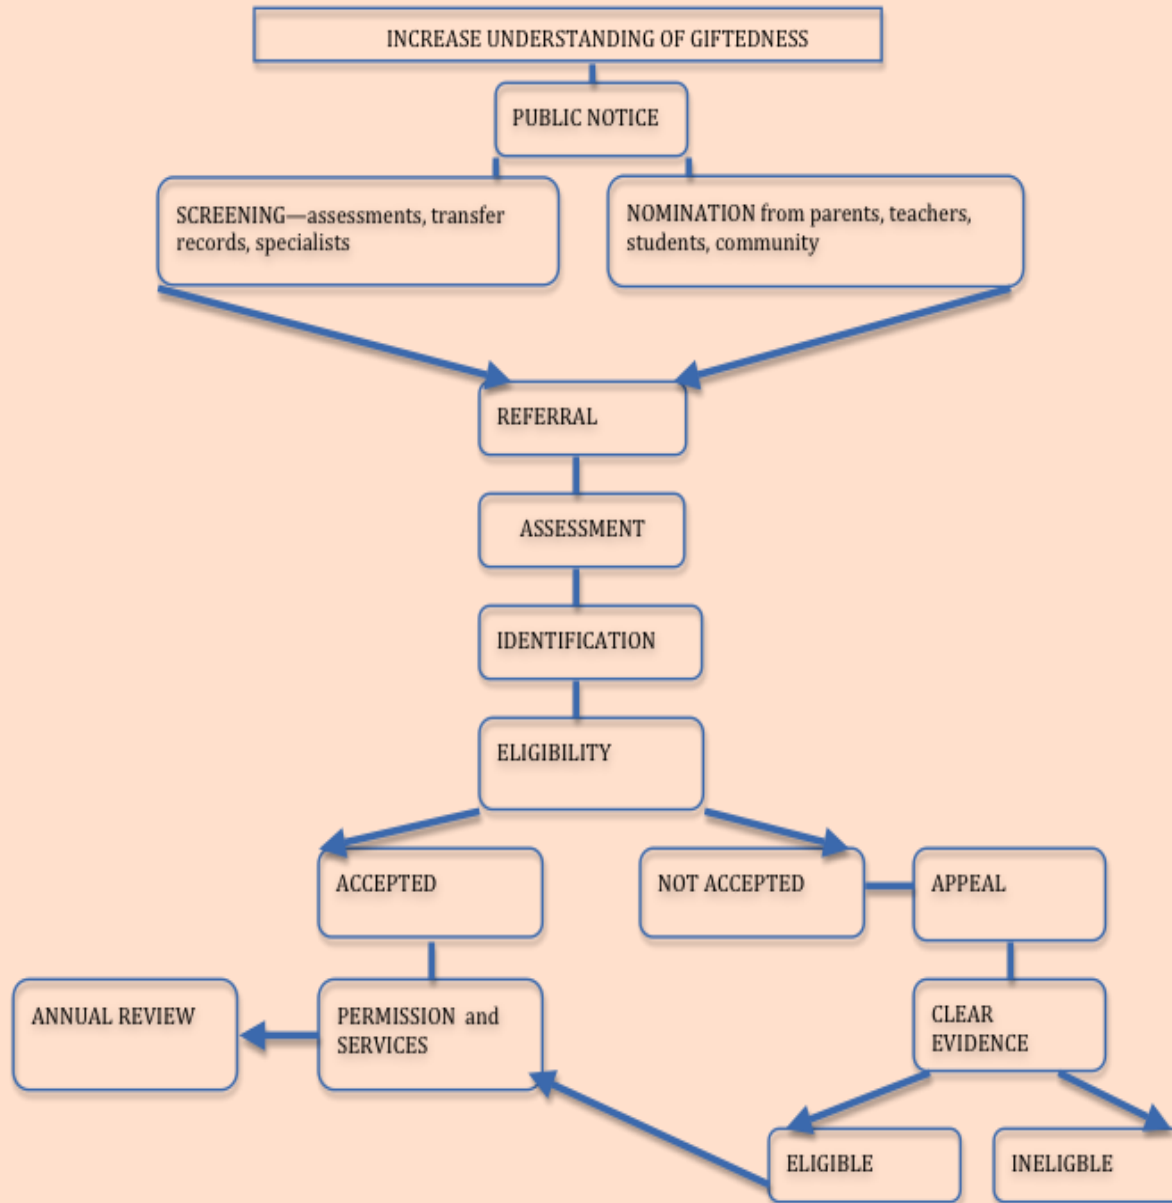 INCREASE UNDERSTANDING OF GIFTEDNESS
PUBLIC NOTICE
SCREENING—assessments, transfer
records, specialists
NOMINATION from parents, teachers,
students, community
REFERRAL
ASSESSMENT
IDENTIFICATION
ELIGIBILITY
ACCEPTED
NOT ACCEPTED
APPEAL
ANNUAL REVIEW
PERMISSION and
SERVICES
CLEAR
EVIDENCE
ELIGIBLE
INELIGBLE